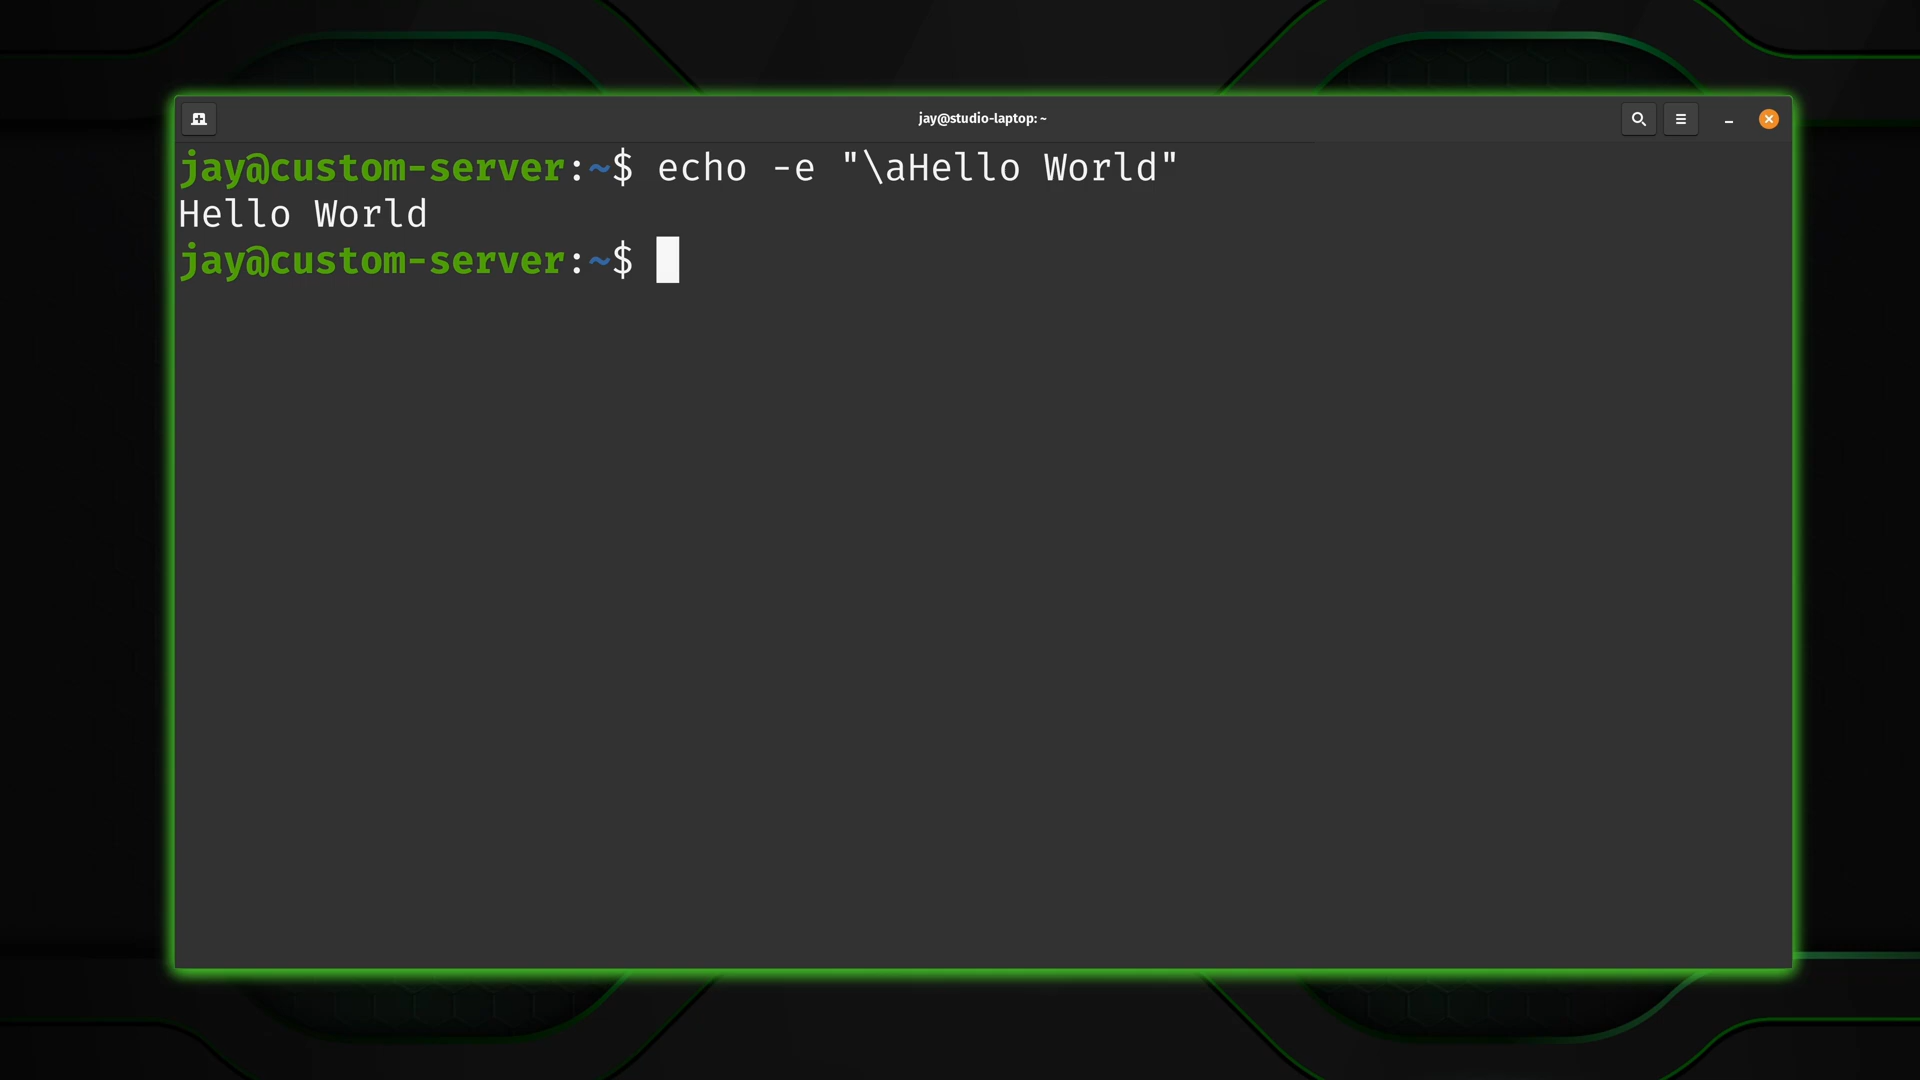 jay@studio-laptop: ~
jay@custom-server:~$ echo -e "\aHello World"
Hello World
jay@custom-server:~$